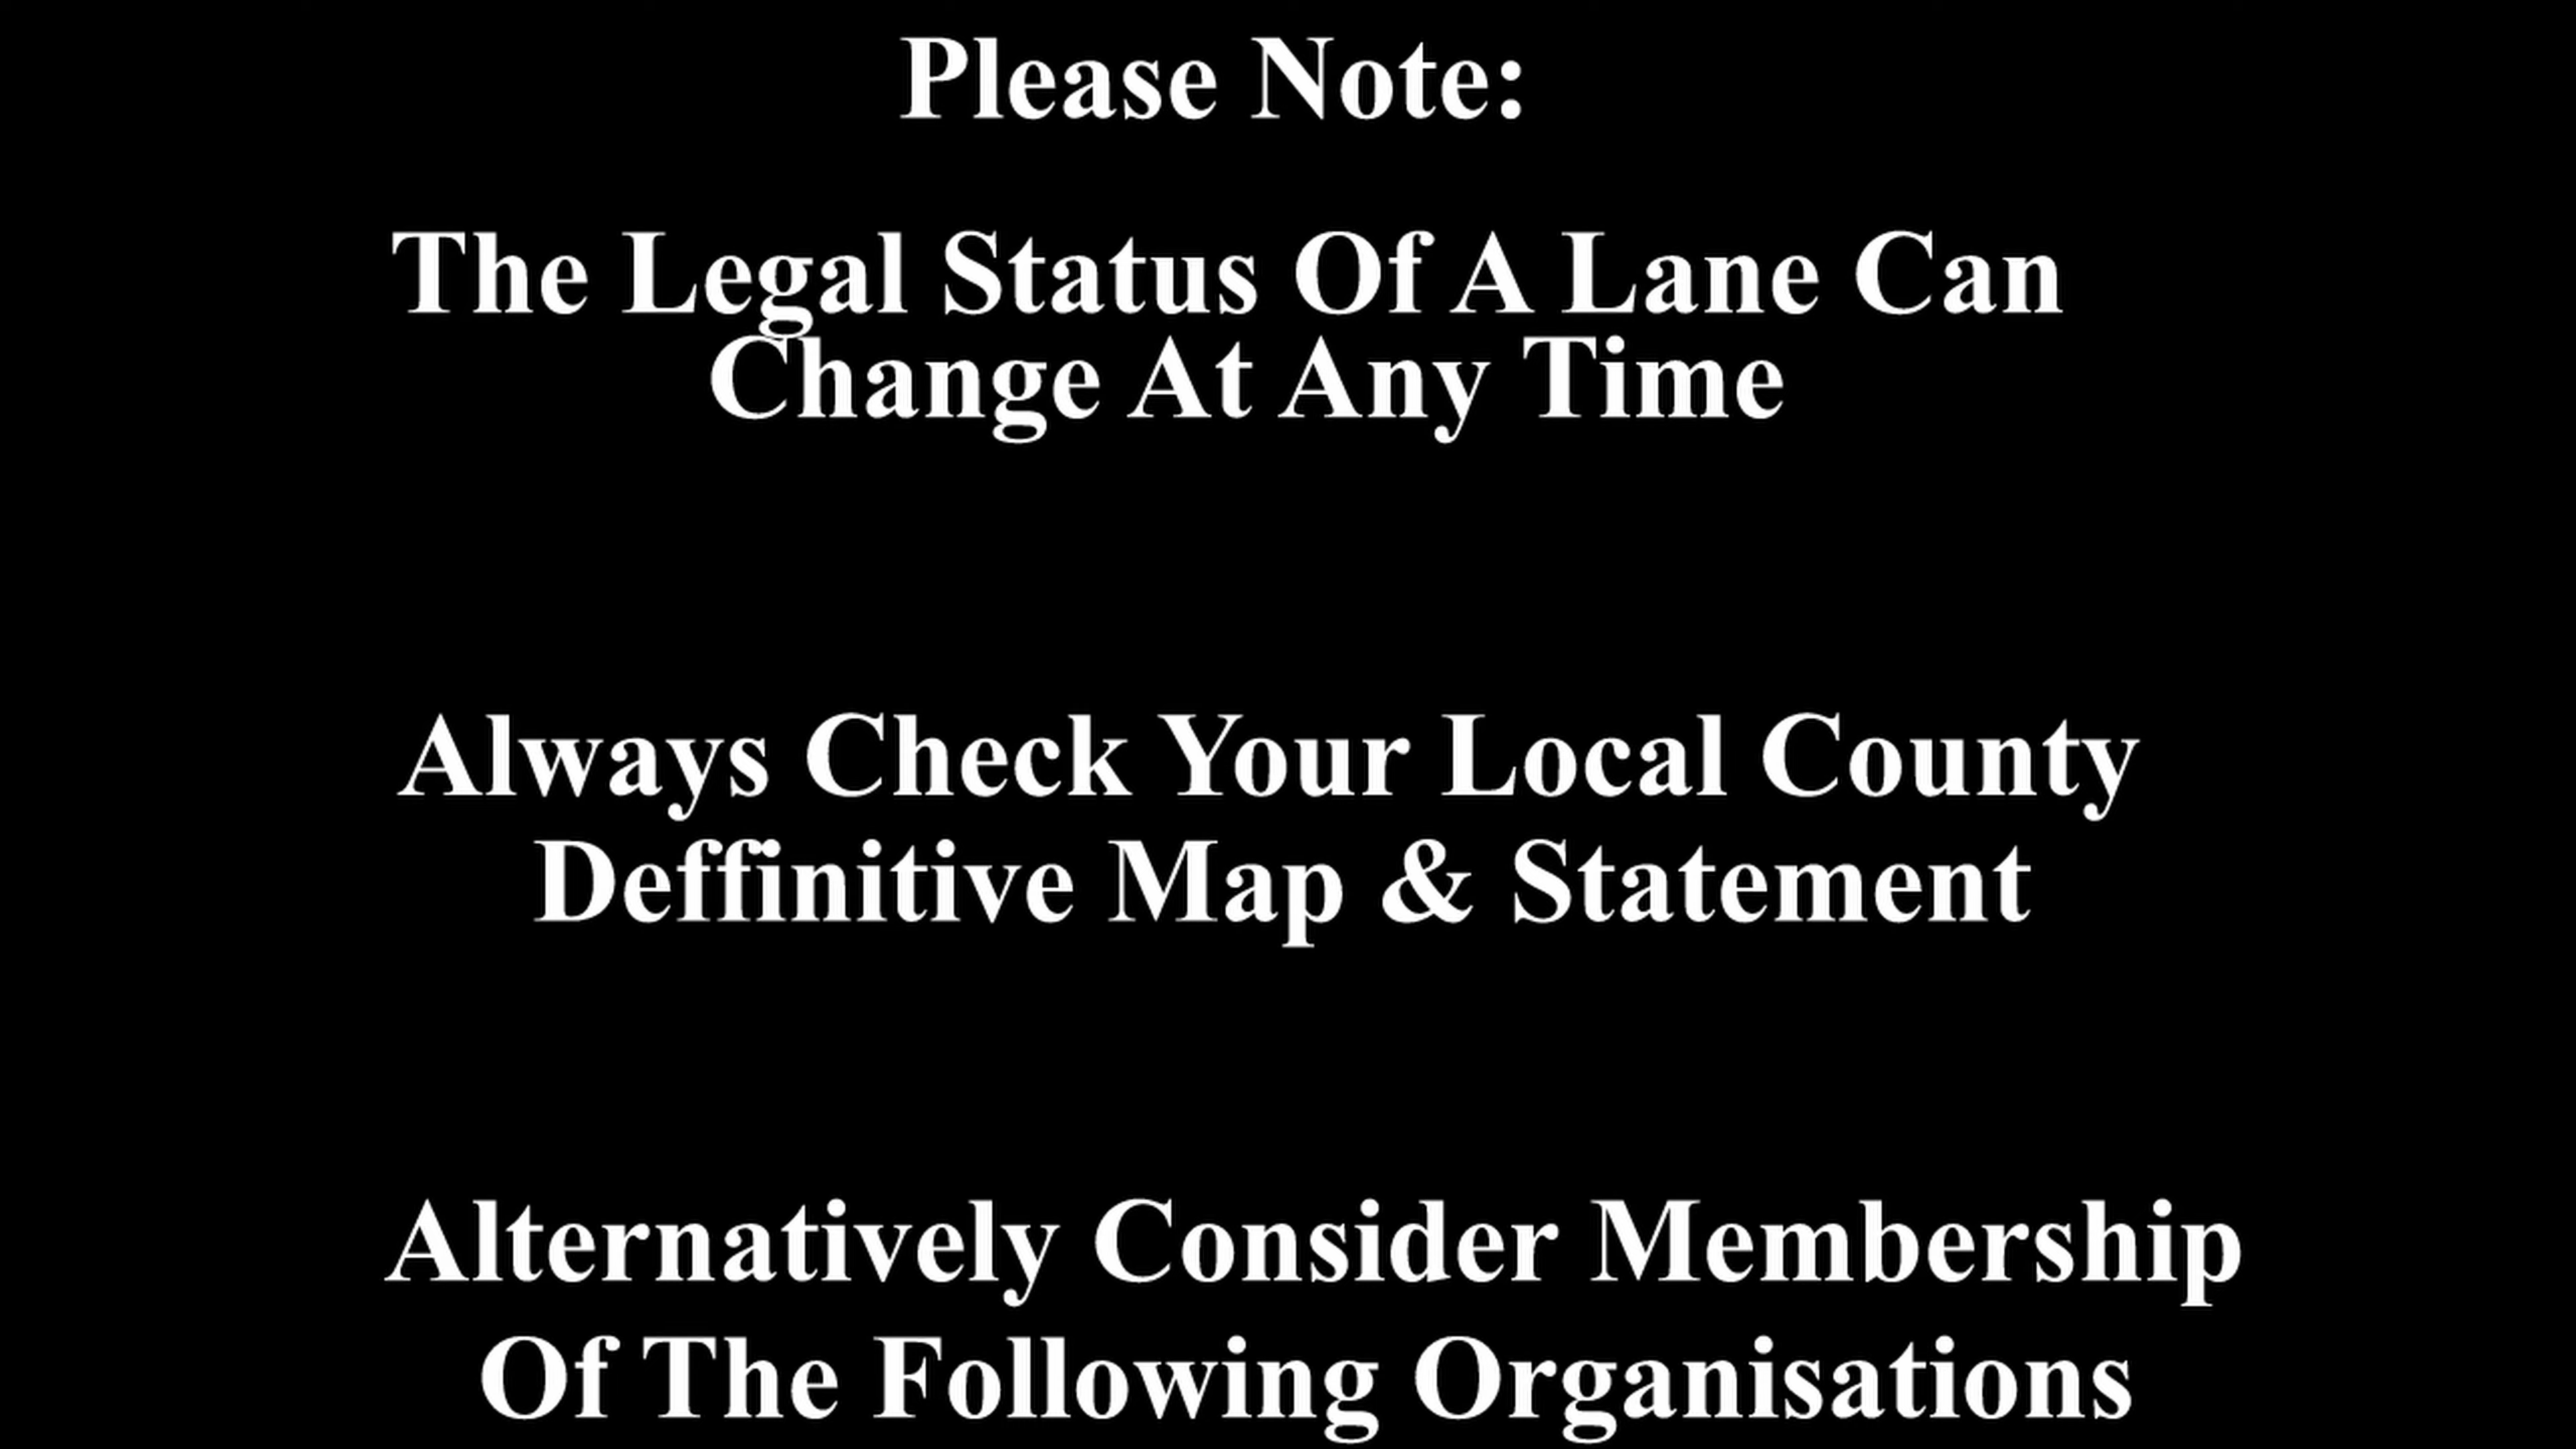 Please Note:
The Legal Status Of A Lane Can
Change At Any Time
Always Check Your Local County
Deffinitive Map & Statement
Alternatively Consider Membership
Of The Following Organisations